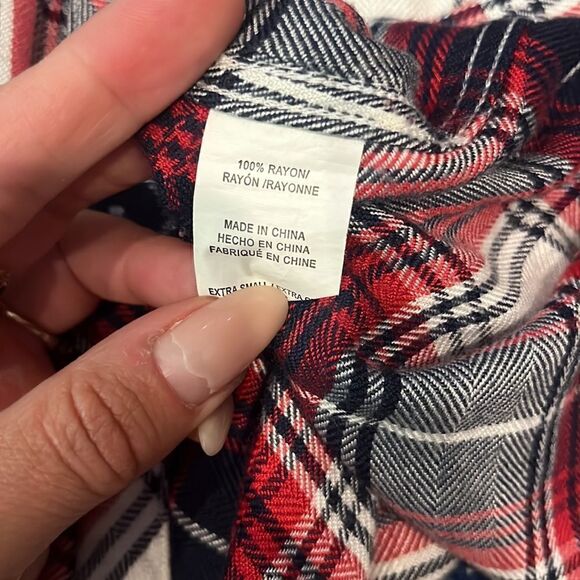 100% RAYON/
RAYÓN /RAYONNE
MADE IN CHINA
HECHO EN CHINA
FABRIQUÉ EN CHINE
EXTRA SMALL / EXTRA